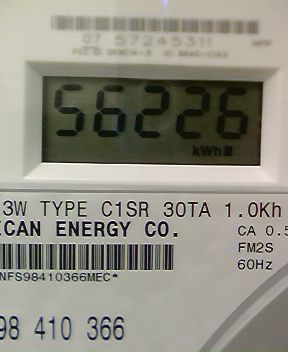 07 57245311
56226
kWh
3W TYPE C1SR 30TA 1.0Kh
ICAN ENERGY CO.
CA 0.5
FM2S
NFS98410366MEC*
60Hz
98 410 366